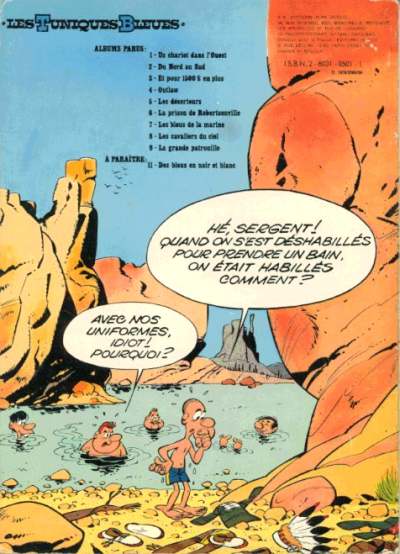 LES TUNIQUES BLEUES
ALBUMS PARUS:
1 - Un chariot dans l'Ouest
2 - Du Nord au Sud
3 - Et pour 1500 $ en plus
4 - Outlaw
5 - Les déserteurs
6 - La prison de Robertonville
7 - Les bleus de la marine
8 - Les cavaliers du ciel
9 - La grande patrouille
À PARAÎTRE:
11 - Des bleus en noir et blanc
HÉ, SERGENT!
QUAND ON S'EST DÉSHABILLÉS
POUR PRENDRE UN BAIN,
ON ÉTAIT HABILLÉS
COMMENT?
AVEC NOS
UNIFORMES,
IDIOT!
POURQUOI?